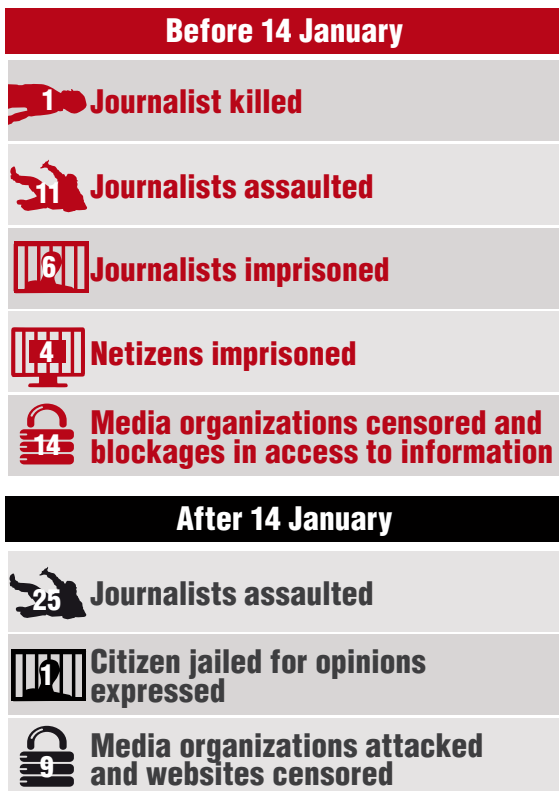 Before 14 January
1 Journalist killed
11 Journalists assaulted
6 Journalists imprisoned
4 Netizens imprisoned
14 Media organizations censored and
blockages in access to information
After 14 January
25 Journalists assaulted
1 Citizen jailed for opinions
expressed
9 Media organizations attacked
and websites censored